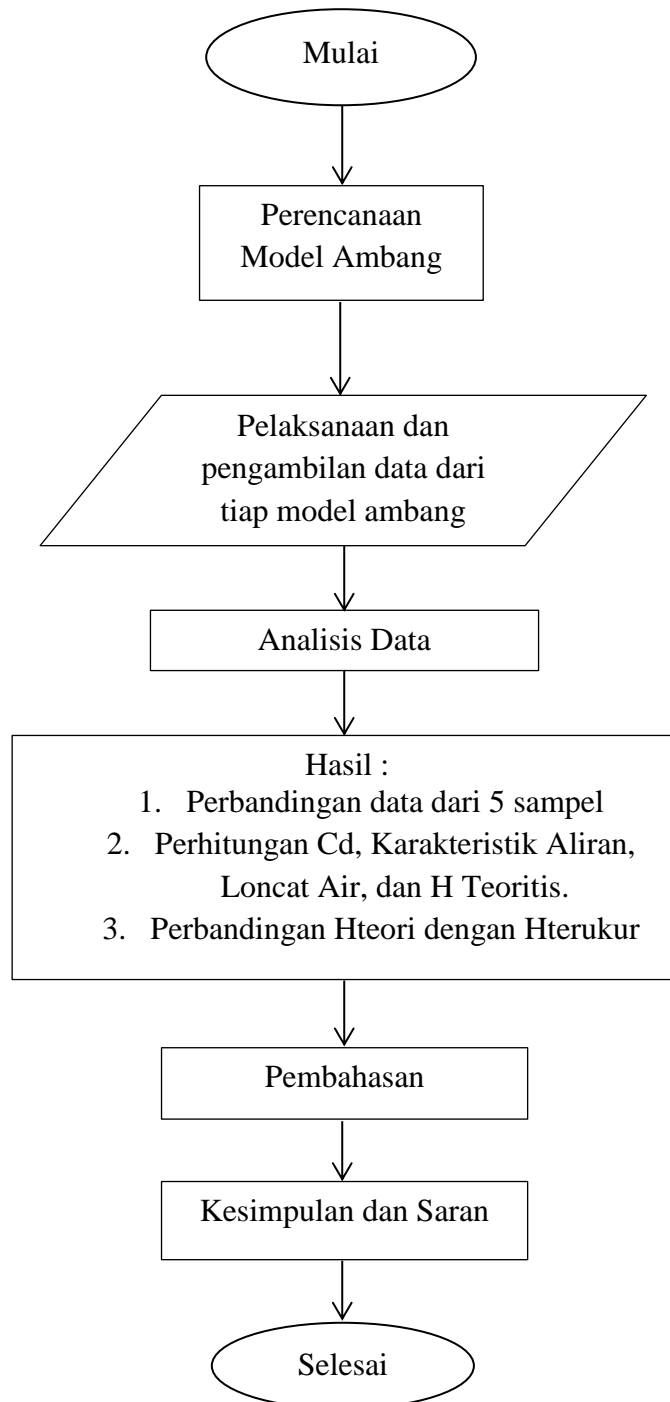 Mulai
Perencanaan
Model Ambang
Pelaksanaan dan
pengambilan data dari
tiap model ambang
Analisis Data
Hasil :
1. Perbandingan data dari 5 sampel
2. Perhitungan Cd, Karakteristik Aliran,
Loncat Air, dan H Teoritis.
3. Perbandingan Hteori dengan Hterukur
Pembahasan
Kesimpulan dan Saran
Selesai